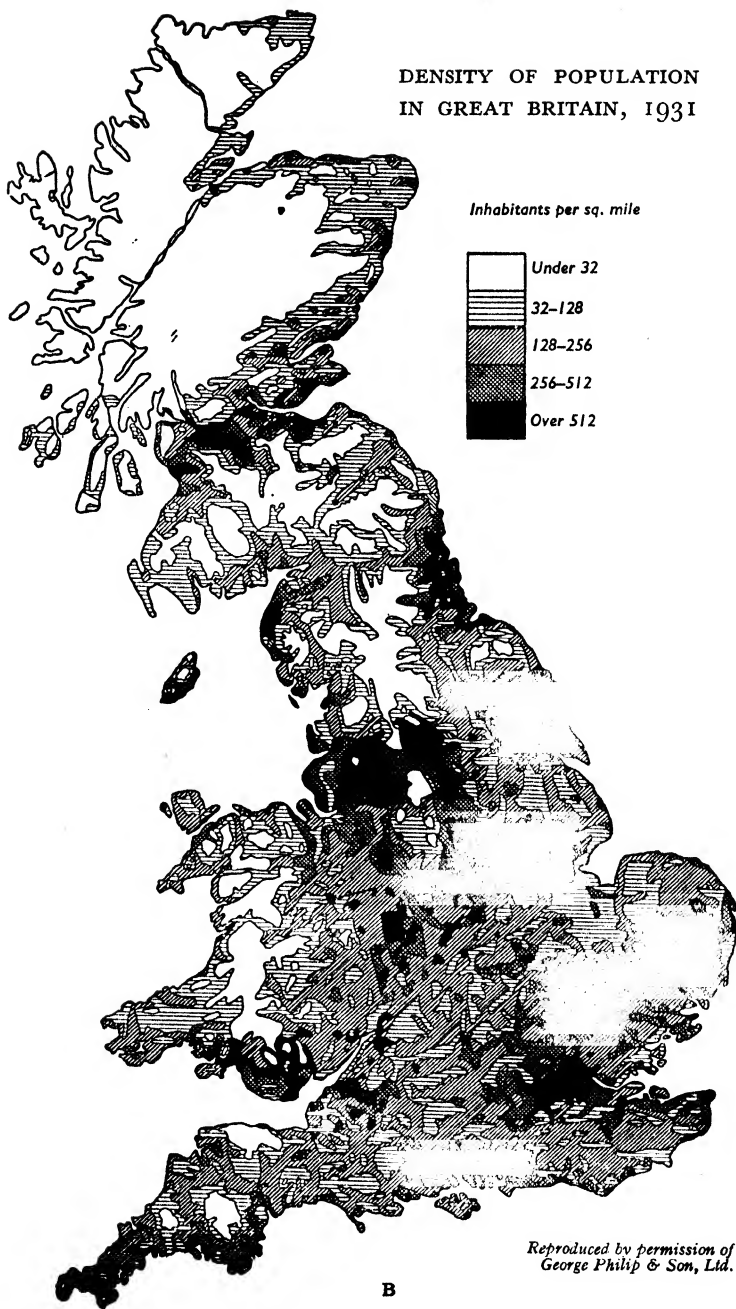 DENSITY OF POPULATION
IN GREAT BRITAIN, 1931
Inhabitants per sq. mile
Under 32
32–128
128–256
256–512
Over 512
Reproduced by permission of
George Philip & Son, Ltd.
B